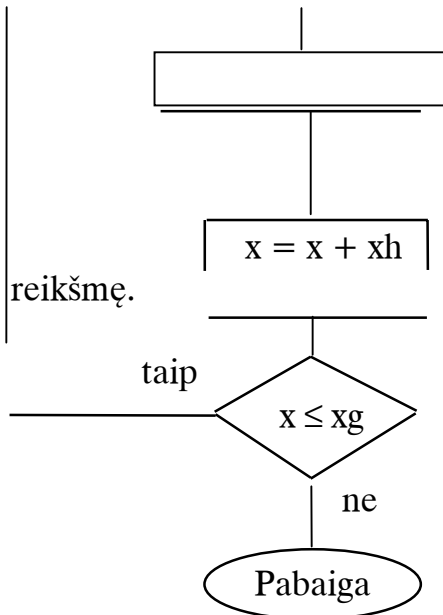 x = x + xh
reikšmę.
taip
x ≤ xg
ne
Pabaiga